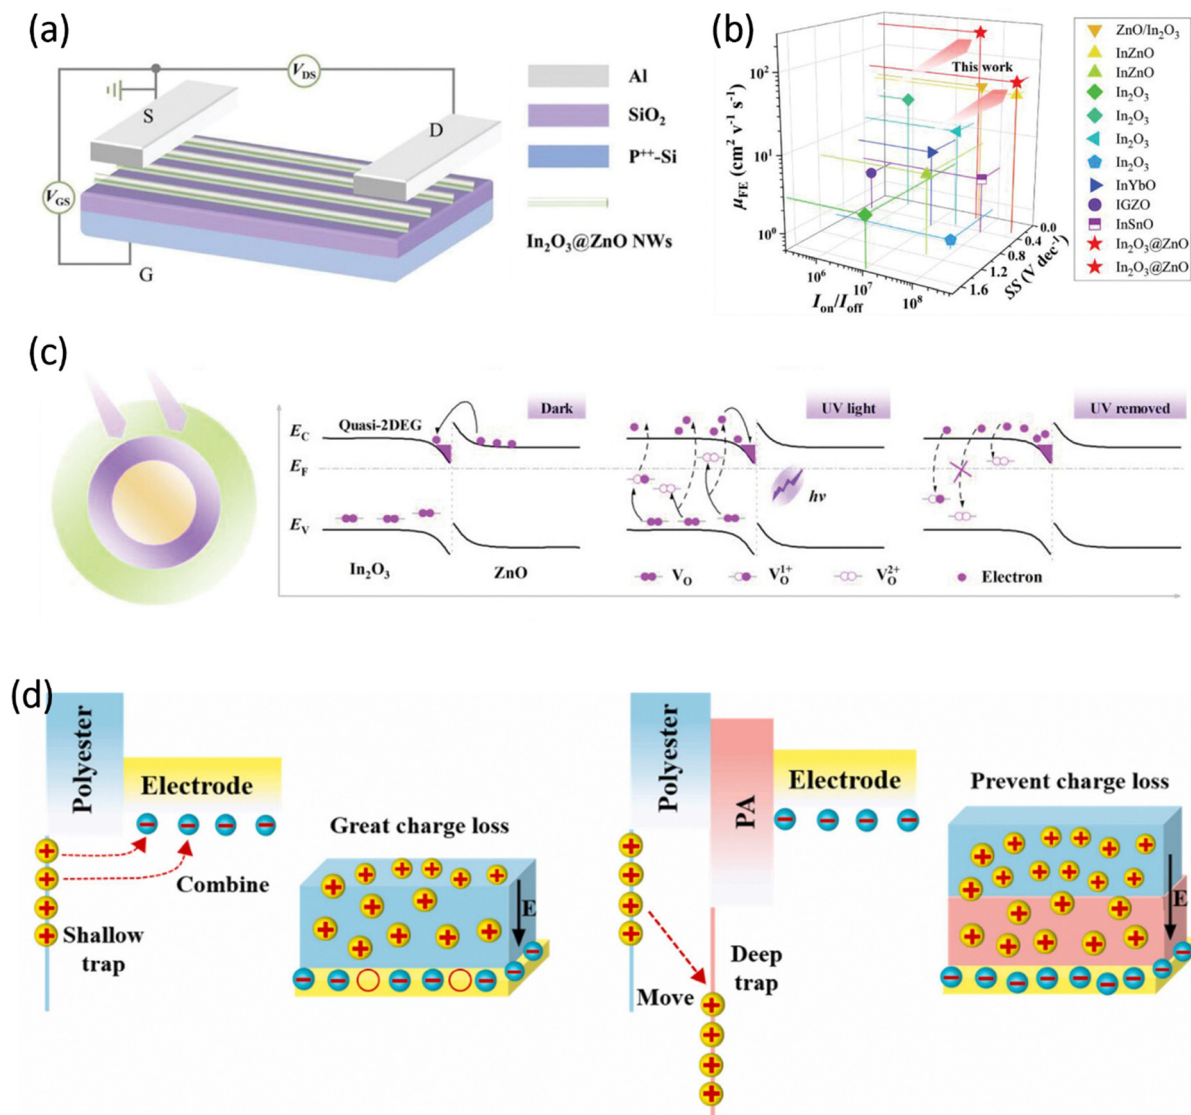 (a)
V_DS
S
D
V_GS
G
Al
SiO₂
P⁺⁺-Si
In₂O₃@ZnO NWs
(b)
This work
10²
10¹
10⁰
μ_FE (cm² v⁻¹ s⁻¹)
10⁶
10⁷
10⁸
I_on/I_off
0.0
0.4
0.8
1.2
1.6
SS (V dec⁻¹)
ZnO/In₂O₃
InZnO
InZnO
In₂O₃
In₂O₃
In₂O₃
In₂O₃
InYbO
IGZO
InSnO
In₂O₃@ZnO
In₂O₃@ZnO
(c)
E_C
E_F
E_V
Quasi-2DEG
Dark
In₂O₃
ZnO
UV light
hν
UV removed
V_O
V_O¹⁺
V_O²⁺
Electron
(d)
Polyester
Electrode
Combine
Shallow
trap
Great charge loss
E
Polyester
PA
Electrode
Move
Deep
trap
Prevent charge loss
E